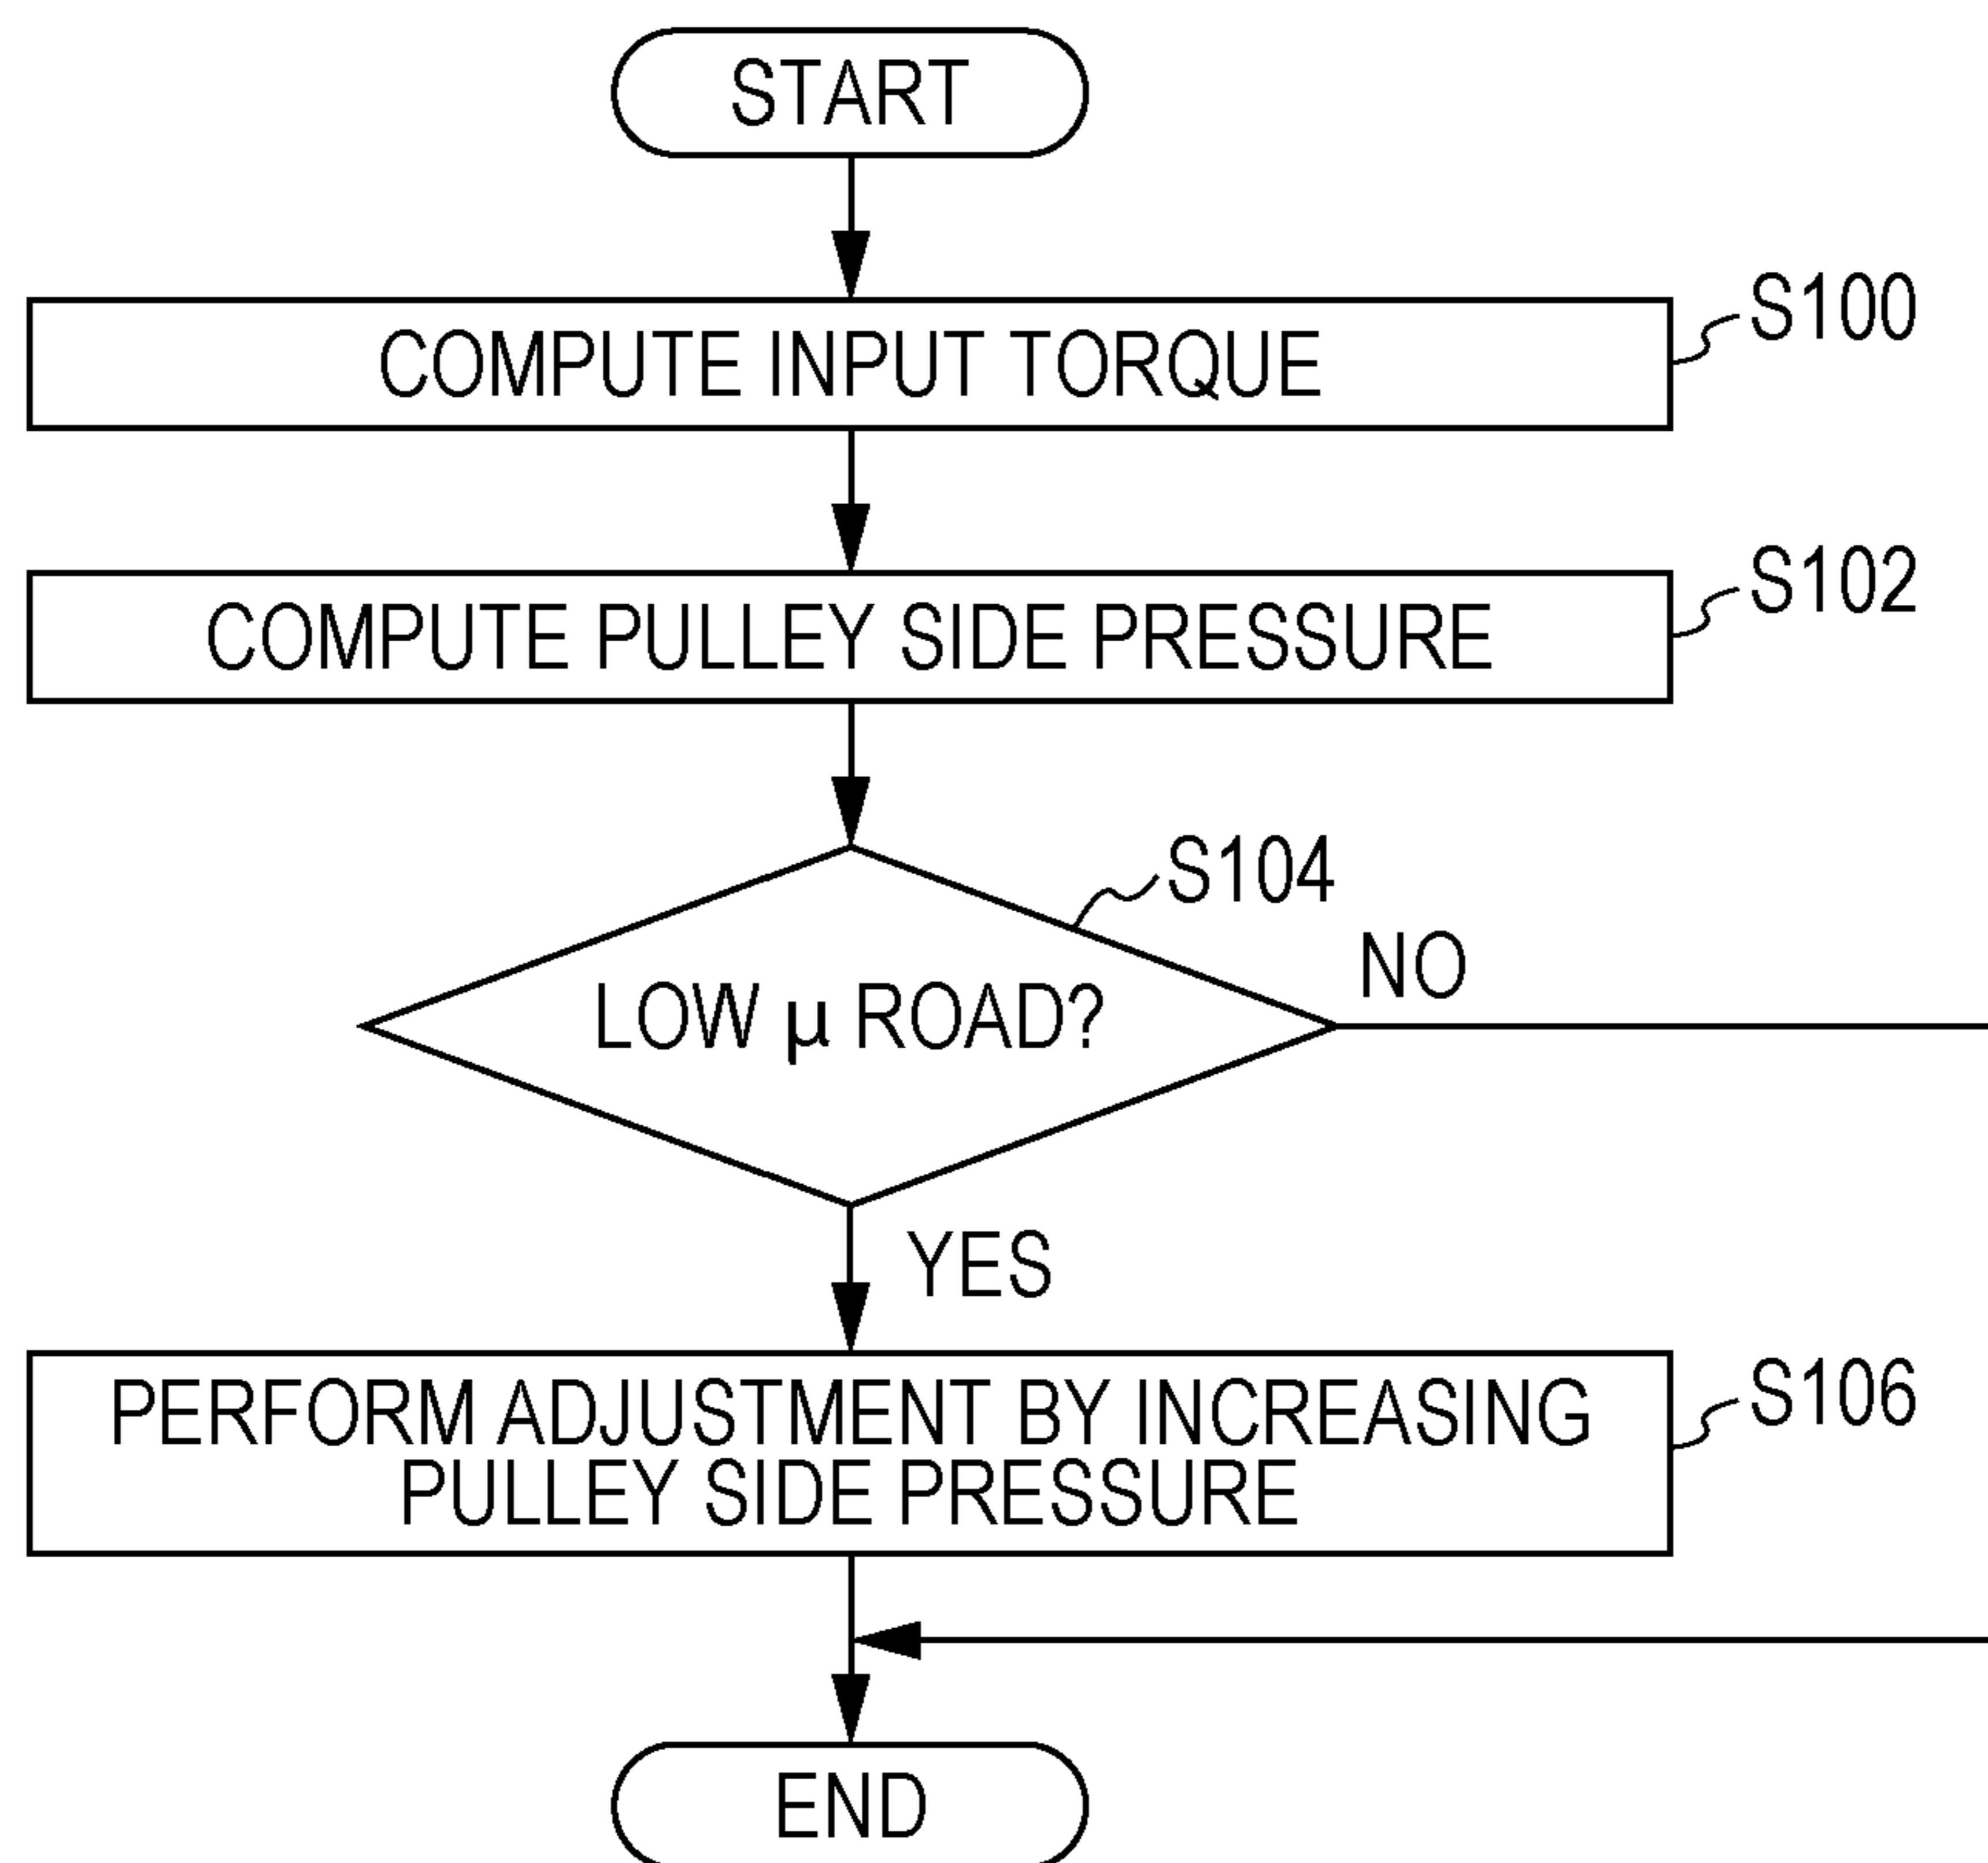 START
COMPUTE INPUT TORQUE
S100
COMPUTE PULLEY SIDE PRESSURE
S102
S104
LOW µ ROAD?
NO
YES
PERFORM ADJUSTMENT BY INCREASING
PULLEY SIDE PRESSURE
S106
END